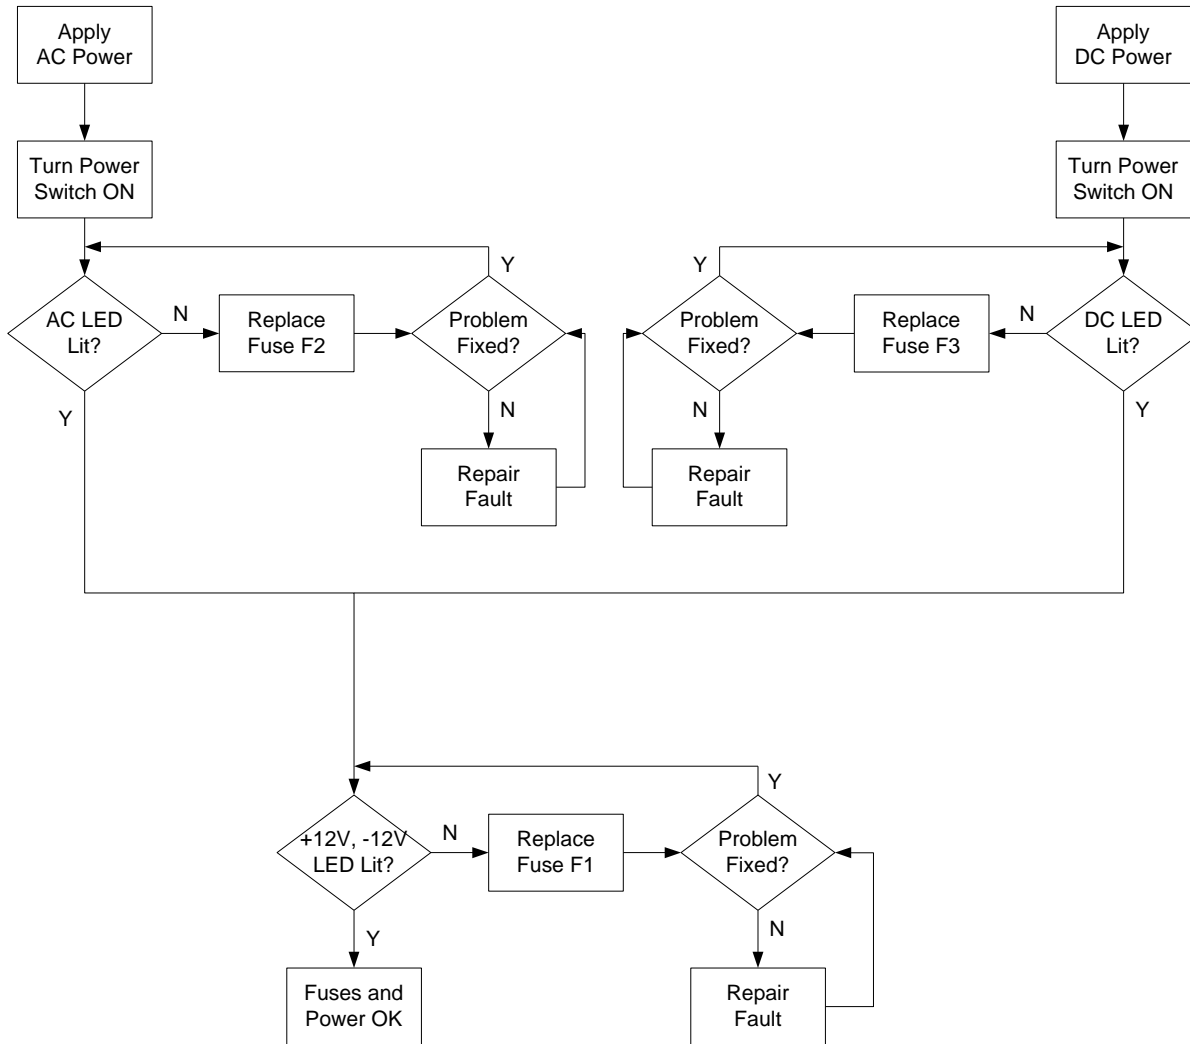 Apply
AC Power
Apply
DC Power
Turn Power
Switch ON
Turn Power
Switch ON
Y
Y
AC LED
Lit?
N
Replace
Fuse F2
Problem
Fixed?
Problem
Fixed?
Replace
Fuse F3
N
DC LED
Lit?
Y
N
N
Y
Repair
Fault
Repair
Fault
Y
+12V, -12V
LED Lit?
N
Replace
Fuse F1
Problem
Fixed?
Y
N
Fuses and
Power OK
Repair
Fault